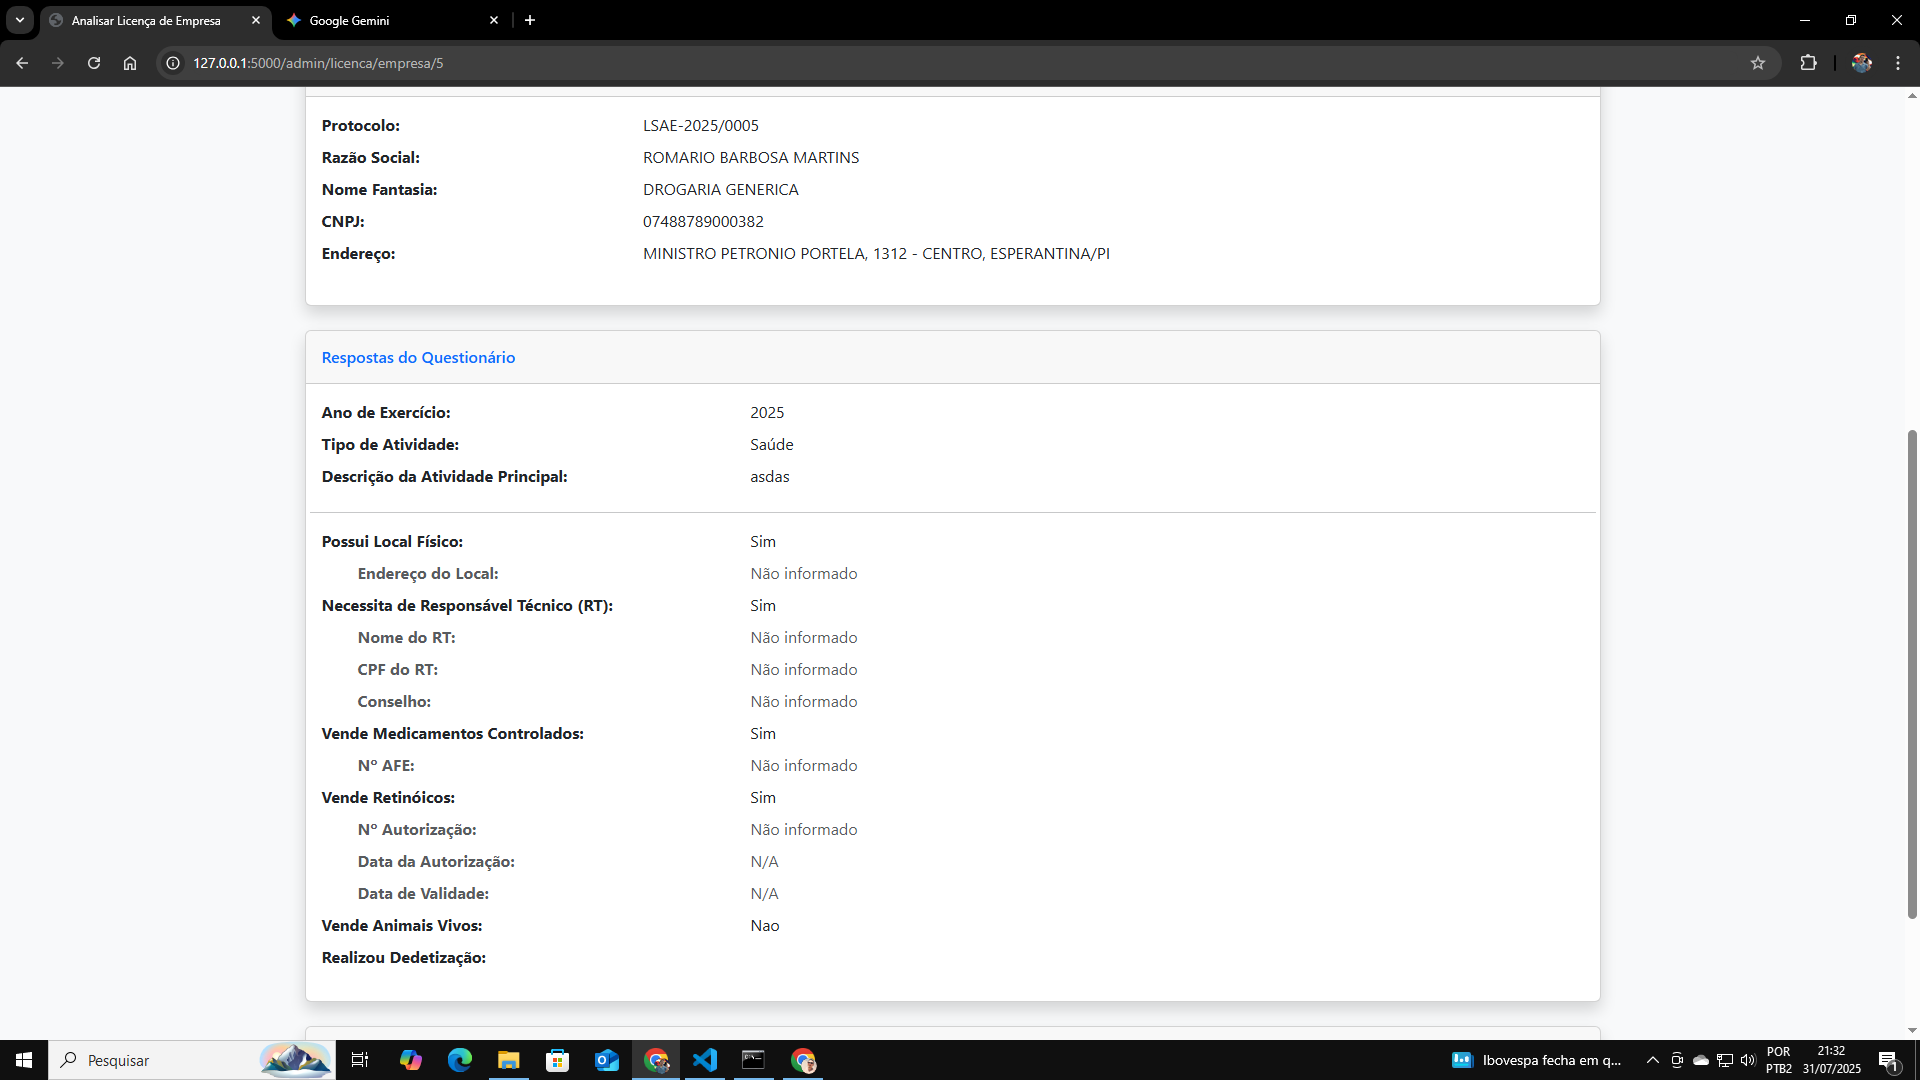 Analisar Licença de Empresa
Google Gemini
127.0.0.1:5000/admin/licenca/empresa/5
Protocolo: LSAE-2025/0005
Razão Social: ROMARIO BARBOSA MARTINS
Nome Fantasia: DROGARIA GENERICA
CNPJ: 07488789000382
Endereço: MINISTRO PETRONIO PORTELA, 1312 - CENTRO, ESPERANTINA/PI
Respostas do Questionário
Ano de Exercício: 2025
Tipo de Atividade: Saúde
Descrição da Atividade Principal: asdas
Possui Local Físico: Sim
Endereço do Local: Não informado
Necessita de Responsável Técnico (RT): Sim
Nome do RT: Não informado
CPF do RT: Não informado
Conselho: Não informado
Vende Medicamentos Controlados: Sim
Nº AFE: Não informado
Vende Retinóicos: Sim
Nº Autorização: Não informado
Data da Autorização: N/A
Data de Validade: N/A
Vende Animais Vivos: Nao
Realizou Dedetização:
Pesquisar
Ibovespa fecha em q...
POR
PTB2
21:32
31/07/2025
1